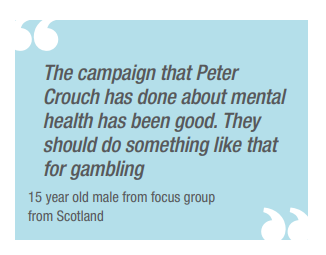 The campaign that Peter
Crouch has done about mental
health has been good. They
should do something like that
for gambling
15 year old male from focus group
from Scotland